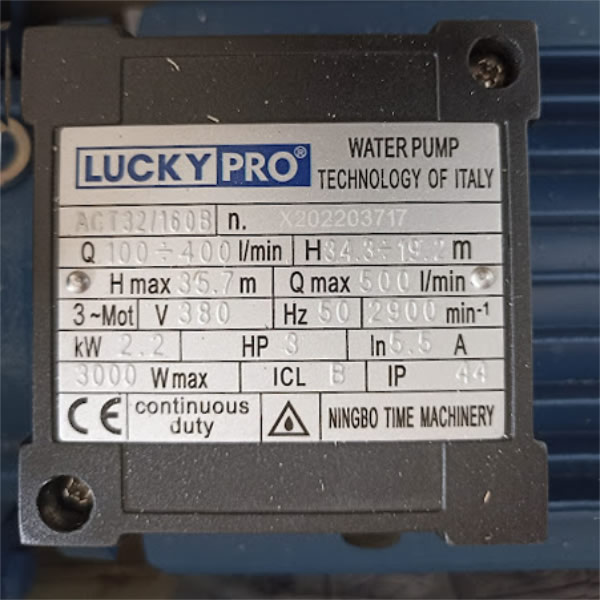 LUCKYPRO® WATER PUMP
TECHNOLOGY OF ITALY
ACT32/160B n. X202203717
Q 100÷400 l/min H 34.3÷19.2 m
H max 35.7 m Q max 500 l/min
3~Mot V 380 Hz 50 2900 min-1
kW 2.2 HP 3 In 5.5 A
3000 W max ICL B IP 44
CE continuous duty NINGBO TIME MACHINERY